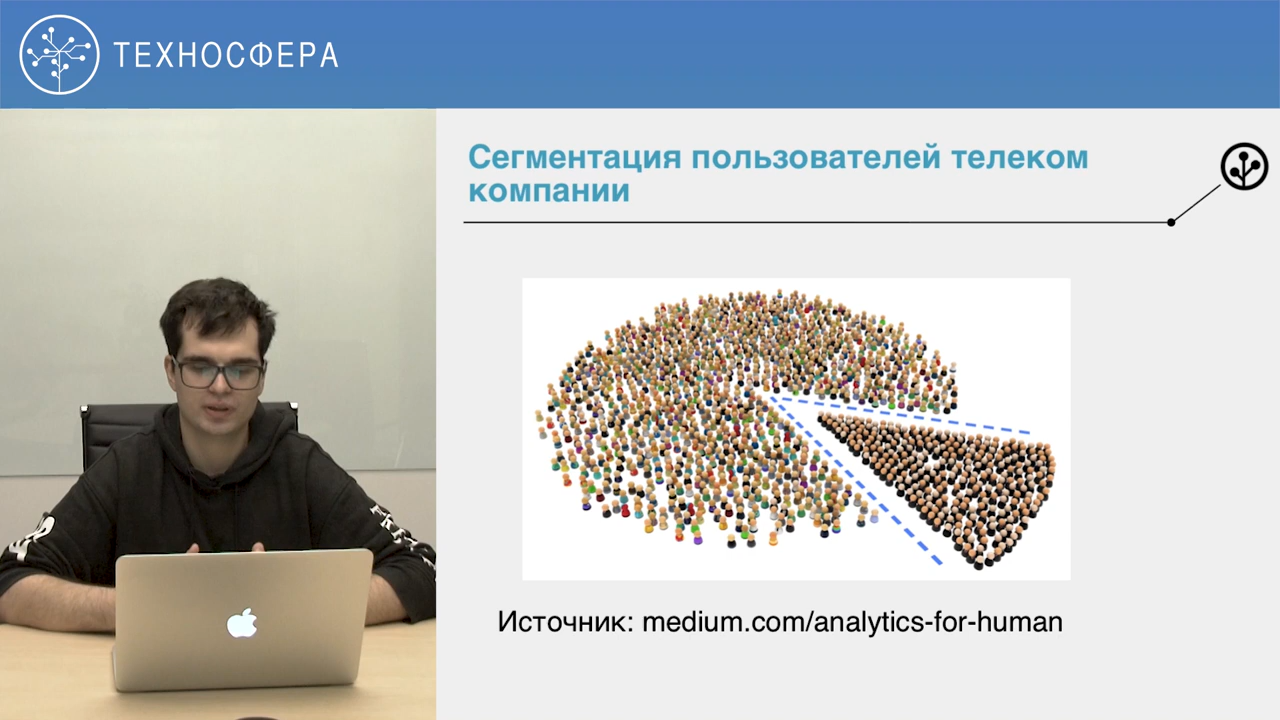 ТЕХНОСФЕРА
Сегментация пользователей телеком
компании
Источник: medium.com/analytics-for-human